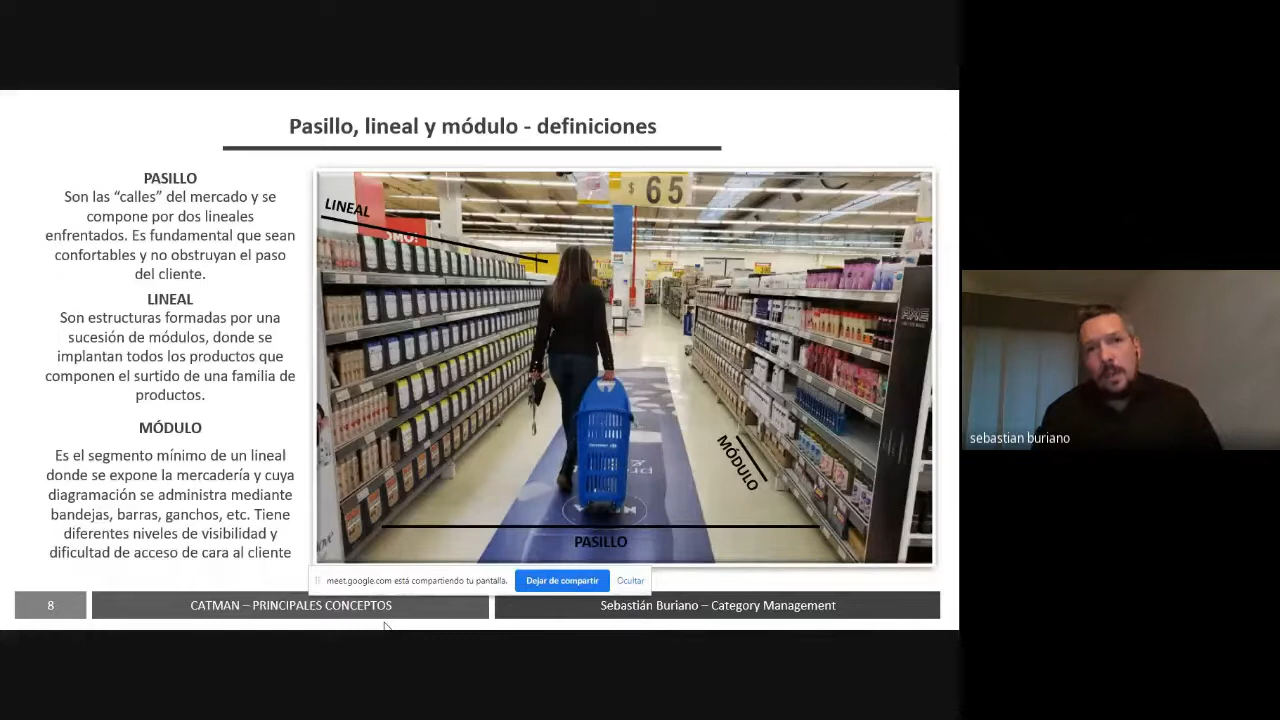 Pasillo, lineal y módulo - definiciones
PASILLO
Son las “calles” del mercado y se
compone por dos lineales
enfrentados. Es fundamental que sean
confortables y no obstruyan el paso
del cliente.
LINEAL
Son estructuras formadas por una
sucesión de módulos, donde se
implantan todos los productos que
componen el surtido de una familia de
productos.
MÓDULO
Es el segmento mínimo de un lineal
donde se expone la mercadería y cuya
diagramación se administra mediante
bandejas, barras, ganchos, etc. Tiene
diferentes niveles de visibilidad y
dificultad de acceso de cara al cliente
$ 65
LINEAL
AXE
MÓDULO
PASILLO
meet.google.com está compartiendo tu pantalla.
Dejar de compartir
Ocultar
8
CATMAN – PRINCIPALES CONCEPTOS
Sebastián Buriano – Category Management
sebastian buriano